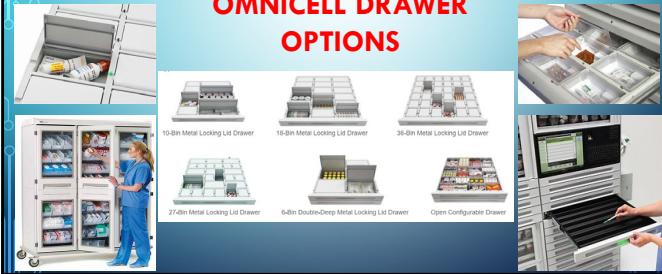 OMNICELL DRAWER
OPTIONS
10-Bin Metal Locking Lid Drawer
18-Bin Metal Locking Lid Drawer
36-Bin Metal Locking Lid Drawer
27-Bin Metal Locking Lid Drawer
6-Bin Double-Deep Metal Locking Lid Drawer
Open Configurable Drawer